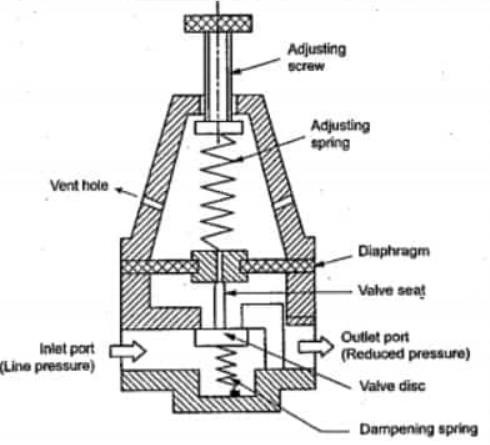 Adjusting
screw
Adjusting
spring
Vent hole
Diaphragm
Valve seat
Inlet port
(Line pressure)
Outlet port
(Reduced pressure)
Valve disc
Dampening spring